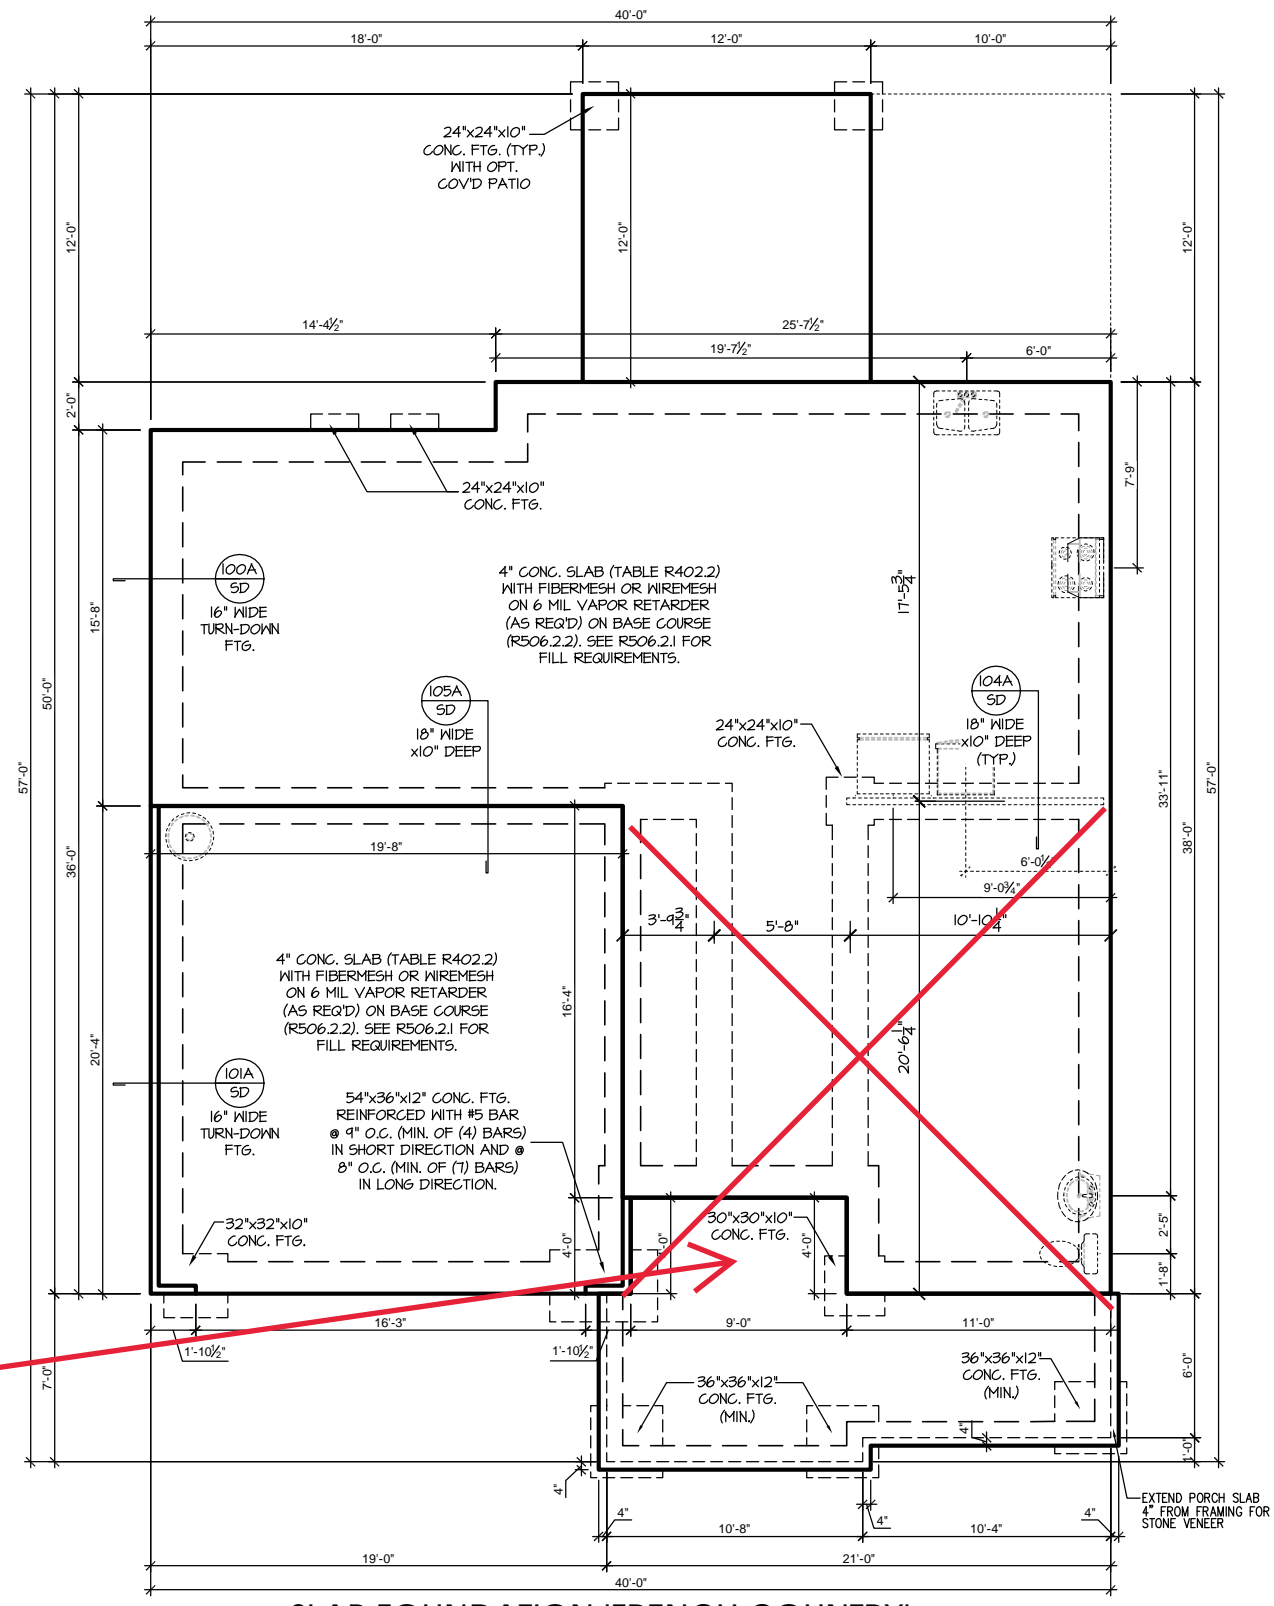 40'-0"
18'-0"
12'-0"
10'-0"
24"x24"x10"
CONC. FTG. (TYP.)
WITH OPT.
COV'D PATIO
12'-0"
12'-0"
12'-0"
14'-4½"
25'-7½"
19'-7½"
6'-0"
2'-0"
7'-9"
24"x24"x10"
CONC. FTG.
100A
SD
16" WIDE
TURN-DOWN
FTG.
4" CONC. SLAB (TABLE R402.2)
WITH FIBERMESH OR WIREMESH
ON 6 MIL VAPOR RETARDER
(AS REQ'D) ON BASE COURSE
(R506.2.2). SEE R506.2.1 FOR
FILL REQUIREMENTS.
17'-5¾"
15'-8"
105A
SD
18" WIDE
x10" DEEP
104A
SD
18" WIDE
x10" DEEP
(TYP.)
24"x24"x10"
CONC. FTG.
50'-0"
57'-0"
33'-11"
57'-0"
38'-0"
36'-0"
19'-8"
6'-0½"
9'-0¾"
3'-9¾"
5'-8"
10'-10¼"
4" CONC. SLAB (TABLE R402.2)
WITH FIBERMESH OR WIREMESH
ON 6 MIL VAPOR RETARDER
(AS REQ'D) ON BASE COURSE
(R506.2.2). SEE R506.2.1 FOR
FILL REQUIREMENTS.
16'-4"
20'-4"
20'-6¼"
101A
SD
16" WIDE
TURN-DOWN
FTG.
54"x36"x12" CONC. FTG.
REINFORCED WITH #5 BAR
@ 9" O.C. (MIN. OF (4) BARS)
IN SHORT DIRECTION AND @
8" O.C. (MIN. OF (7) BARS)
IN LONG DIRECTION.
32"x32"x10"
CONC. FTG.
30"x30"x10"
CONC. FTG.
4'-0"
4'-0"
2'-5"
1'-8"
16'-3"
9'-0"
11'-0"
1'-10½"
1'-10½"
7'-0"
6'-0"
36"x36"x12"
CONC. FTG.
(MIN.)
36"x36"x12"
CONC. FTG.
(MIN.)
4"
1'-0"
4"
EXTEND PORCH SLAB
4" FROM FRAMING FOR
STONE VENEER
4"
10'-8"
4"
10'-4"
4"
19'-0"
21'-0"
40'-0"